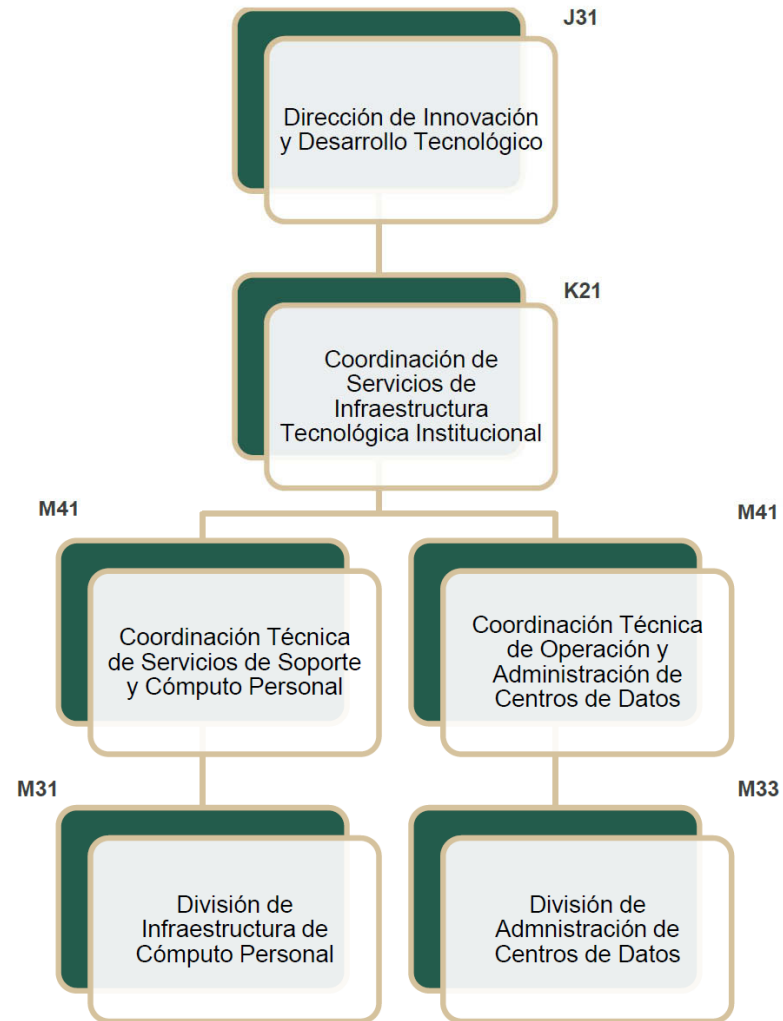 J31
Dirección de Innovación
y Desarrollo Tecnológico
K21
Coordinación de
Servicios de
Infraestructura
Tecnológica Institucional
M41
Coordinación Técnica
de Servicios de Soporte
y Cómputo Personal
M41
Coordinación Técnica
de Operación y
Administración de
Centros de Datos
M31
División de
Infraestructura de
Cómputo Personal
M33
División de
Admnistración de
Centros de Datos